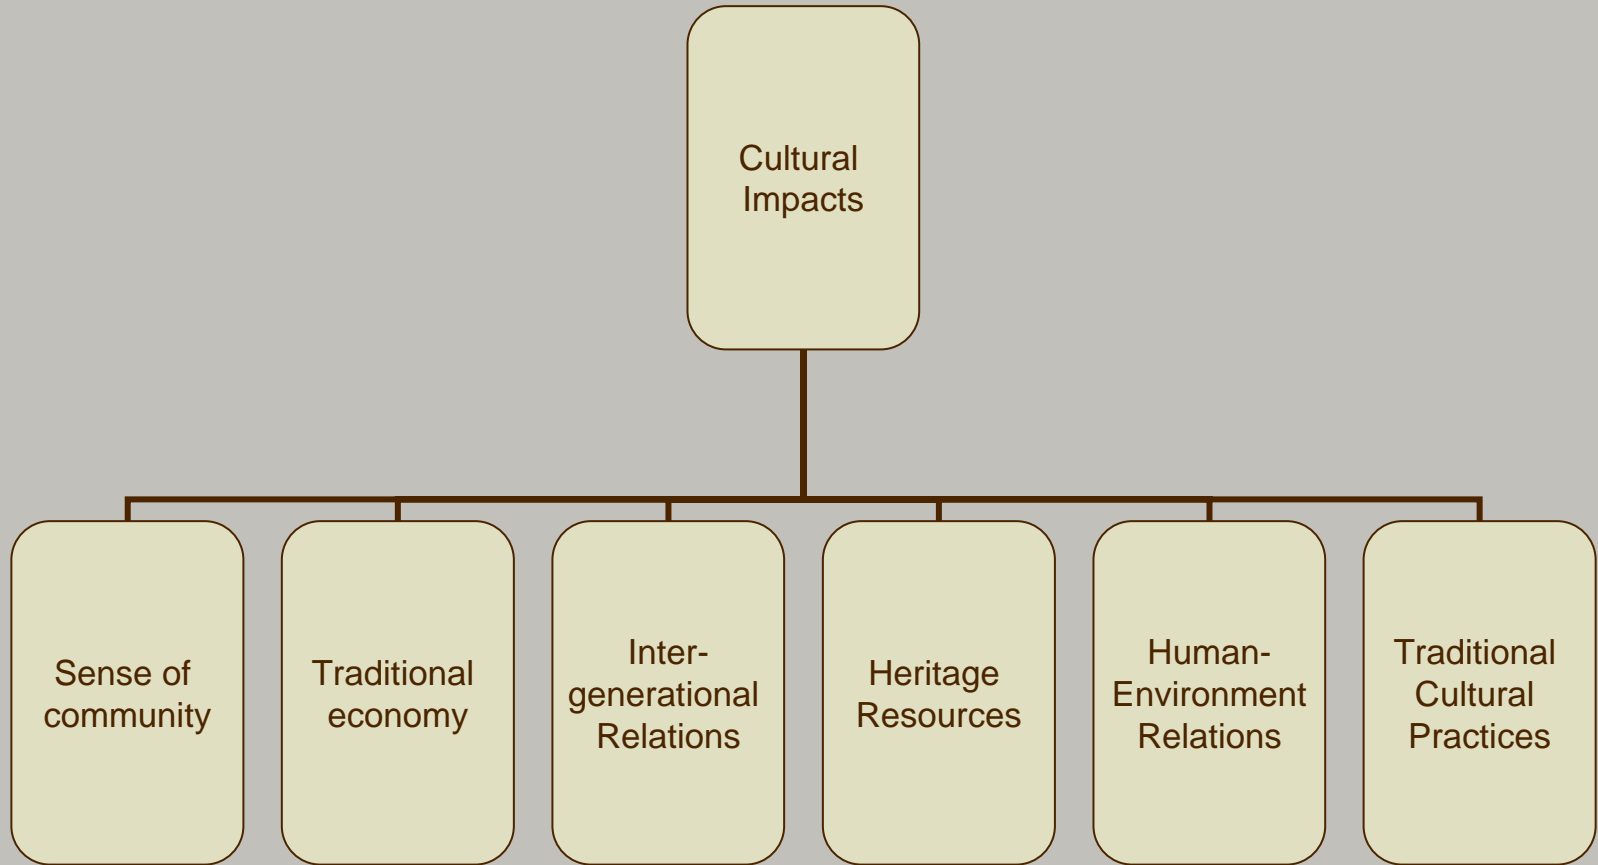 Cultural
Impacts
Sense of
community
Traditional
economy
Inter-
generational
Relations
Heritage
Resources
Human-
Environment
Relations
Traditional
Cultural
Practices